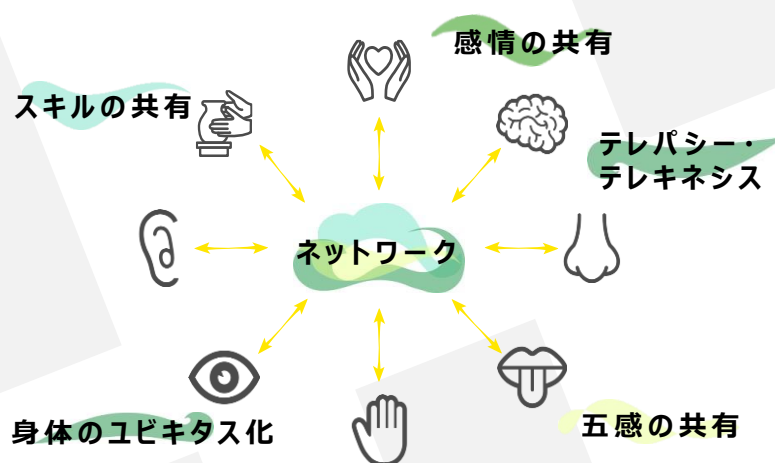 感情の共有
スキルの共有
テレパシー・
テレキネシス
ネットワーク
身体のユビキタス化
五感の共有